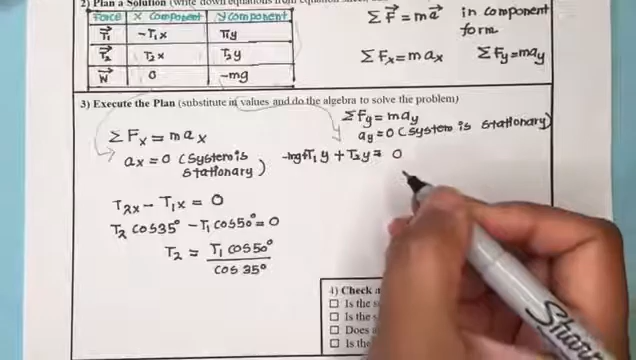 2) Plan a Solution (write down equations from equation sheet,
Force X Component y component
T₁ -T₁x T₁y
T₂ T₂x T₂y
W 0 -mg
ΣF = ma in component form
ΣFx = max ΣFy = may
3) Execute the Plan (substitute in values and do the algebra to solve the problem)
ΣFx = max
ax = 0 (System is stationary)
T₂x - T₁x = 0
T₂ cos35° - T₁ cos50° = 0
T₂ = T₁ cos50°
cos 35°
ΣFy = may
ay = 0 (System is stationary)
-mg+T₁y + T₂y = 0
4) Check
Is the
Is the
Does
Is the
Sharpie